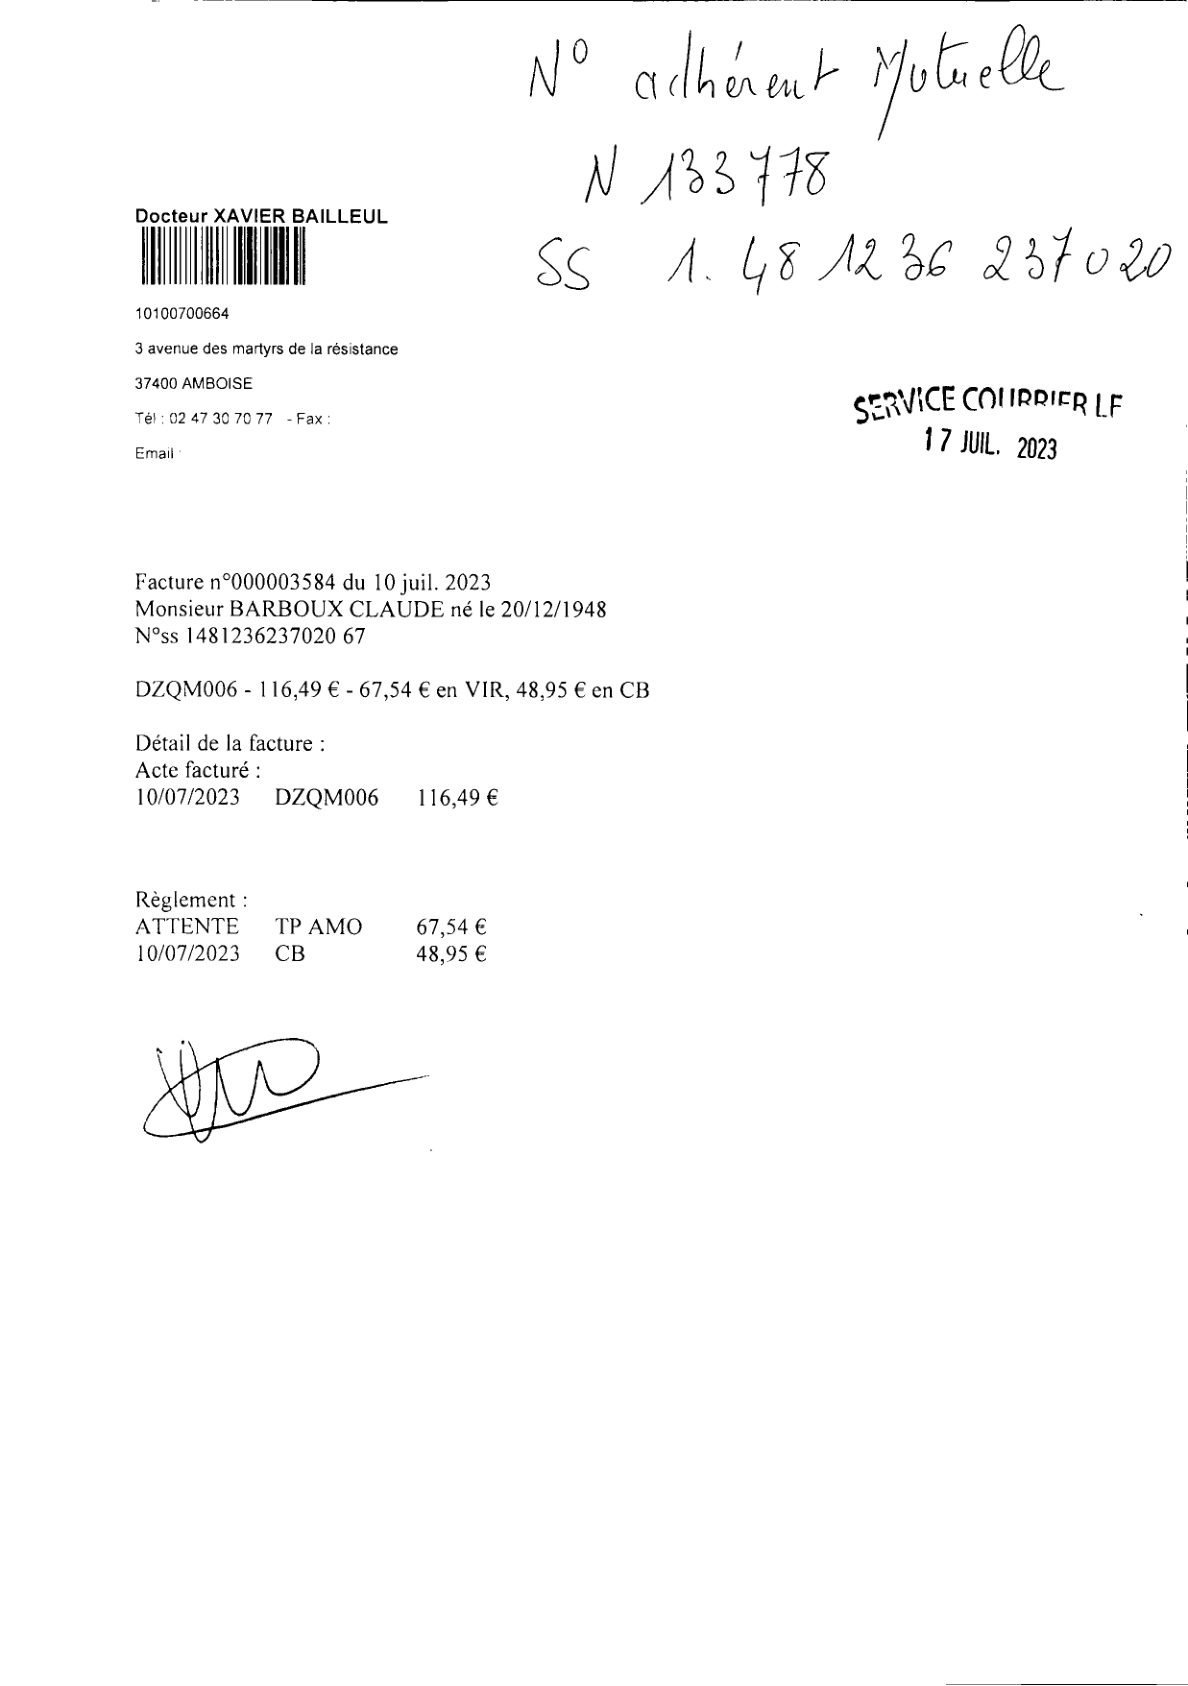 N° adhérent Mutuelle
N 133778
SS 1. 48 12 36 237 020
Docteur XAVIER BAILLEUL
10100700664
3 avenue des martyrs de la résistance
37400 AMBOISE
Tél : 02 47 30 70 77 - Fax :
Email
SERVICE COURRIER LF
17 JUIL. 2023
Facture n°000003584 du 10 juil. 2023
Monsieur BARBOUX CLAUDE né le 20/12/1948
N°ss 1481236237020 67
DZQM006 - 116,49 € - 67,54 € en VIR, 48,95 € en CB
Détail de la facture :
Acte facturé :
10/07/2023 DZQM006 116,49 €
Règlement :
ATTENTE TP AMO 67,54 €
10/07/2023 CB 48,95 €